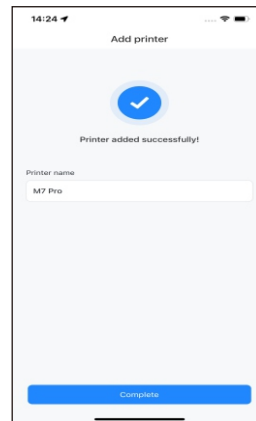 14:24
Add printer
Printer added successfully!
Printer name
M7 Pro
Complete